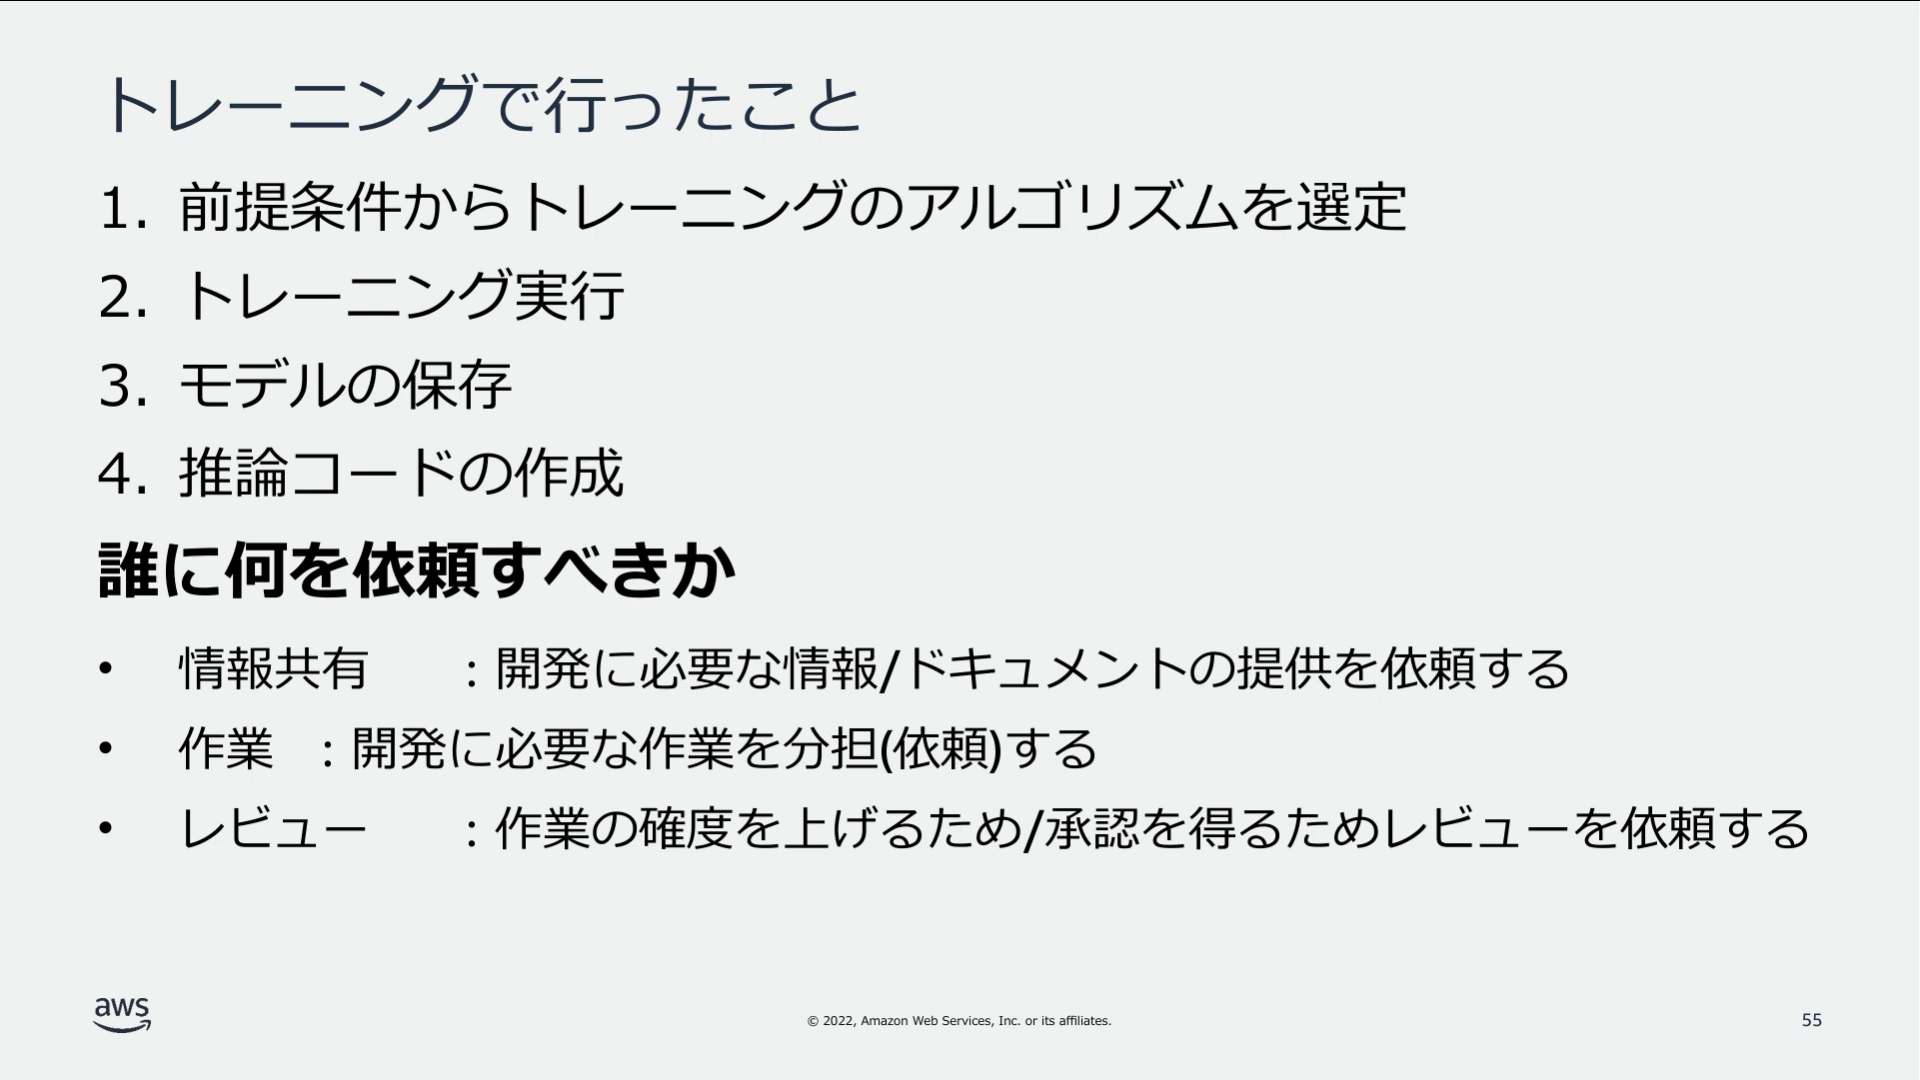 トレーニングで行ったこと
1. 前提条件からトレーニングのアルゴリズムを選定
2. トレーニング実行
3. モデルの保存
4. 推論コードの作成
誰に何を依頼すべきか
• 情報共有 : 開発に必要な情報/ドキュメントの提供を依頼する
• 作業 : 開発に必要な作業を分担(依頼)する
• レビュー : 作業の確度を上げるため/承認を得るためレビューを依頼する
aws
© 2022, Amazon Web Services, Inc. or its affiliates.
55